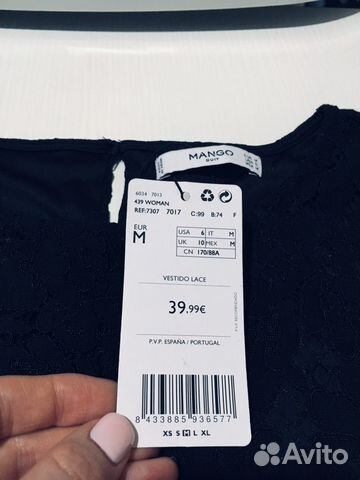 MANGO
SUIT
6034 7013
439 WOMAN
REF:7307 7017 C:99 B:74 F
EUR
M
USA 6 IT M
UK 10 MEX M
CN 170/88A
VESTIDO LACE
39.99€
P.V.P. ESPAÑA / PORTUGAL
8 433885 936577
XS S M L XL
Avito